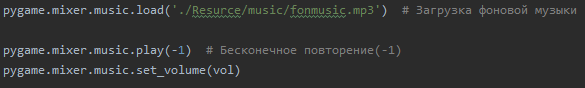 pygame.mixer.music.load('./Resurce/music/fonmusic.mp3')  # Загрузка фоновой музыки
pygame.mixer.music.play(-1)  # Бесконечное повторение(-1)
pygame.mixer.music.set_volume(vol)